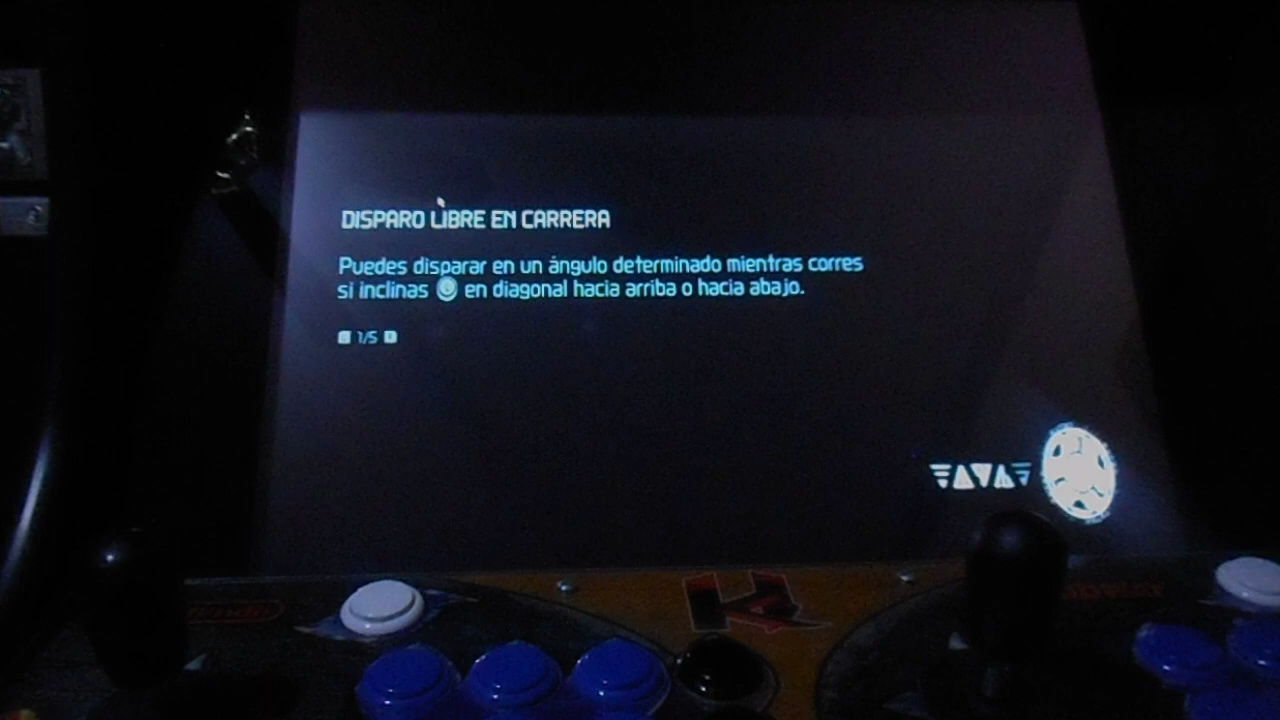 DISPARO LIBRE EN CARRERA
Puedes disparar en un ángulo determinado mientras corres
si inclinas en diagonal hacia arriba o hacia abajo.
1/5